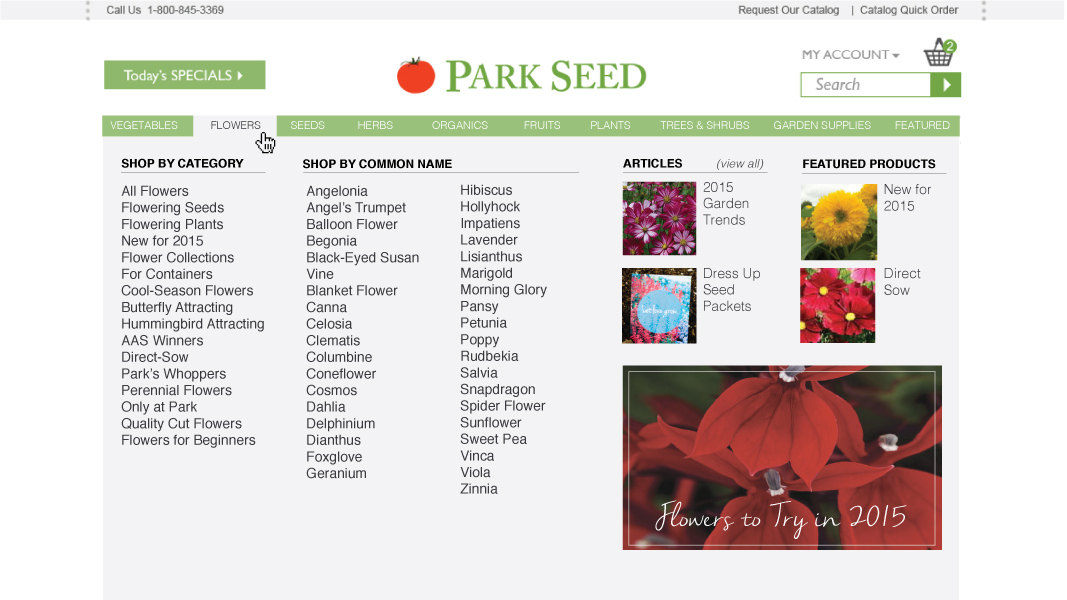 Call Us 1-800-845-3369
Request Our Catalog | Catalog Quick Order
Today's SPECIALS
PARK SEED
MY ACCOUNT
2
Search
VEGETABLES FLOWERS SEEDS HERBS ORGANICS FRUITS PLANTS TREES & SHRUBS GARDEN SUPPLIES FEATURED
SHOP BY CATEGORY
All Flowers
Flowering Seeds
Flowering Plants
New for 2015
Flower Collections
For Containers
Cool-Season Flowers
Butterfly Attracting
Hummingbird Attracting
AAS Winners
Direct-Sow
Park's Whoppers
Perennial Flowers
Only at Park
Quality Cut Flowers
Flowers for Beginners
SHOP BY COMMON NAME
Angelonia
Angel's Trumpet
Balloon Flower
Begonia
Black-Eyed Susan
Vine
Blanket Flower
Canna
Celosia
Clematis
Columbine
Coneflower
Cosmos
Dahlia
Delphinium
Dianthus
Foxglove
Geranium
Hibiscus
Hollyhock
Impatiens
Lavender
Lisianthus
Marigold
Morning Glory
Pansy
Petunia
Poppy
Rudbekia
Salvia
Snapdragon
Spider Flower
Sunflower
Sweet Pea
Vinca
Viola
Zinnia
ARTICLES (view all)
2015
Garden
Trends
Dress Up
Seed
Packets
FEATURED PRODUCTS
New for
2015
Direct
Sow
Flowers to Try in 2015